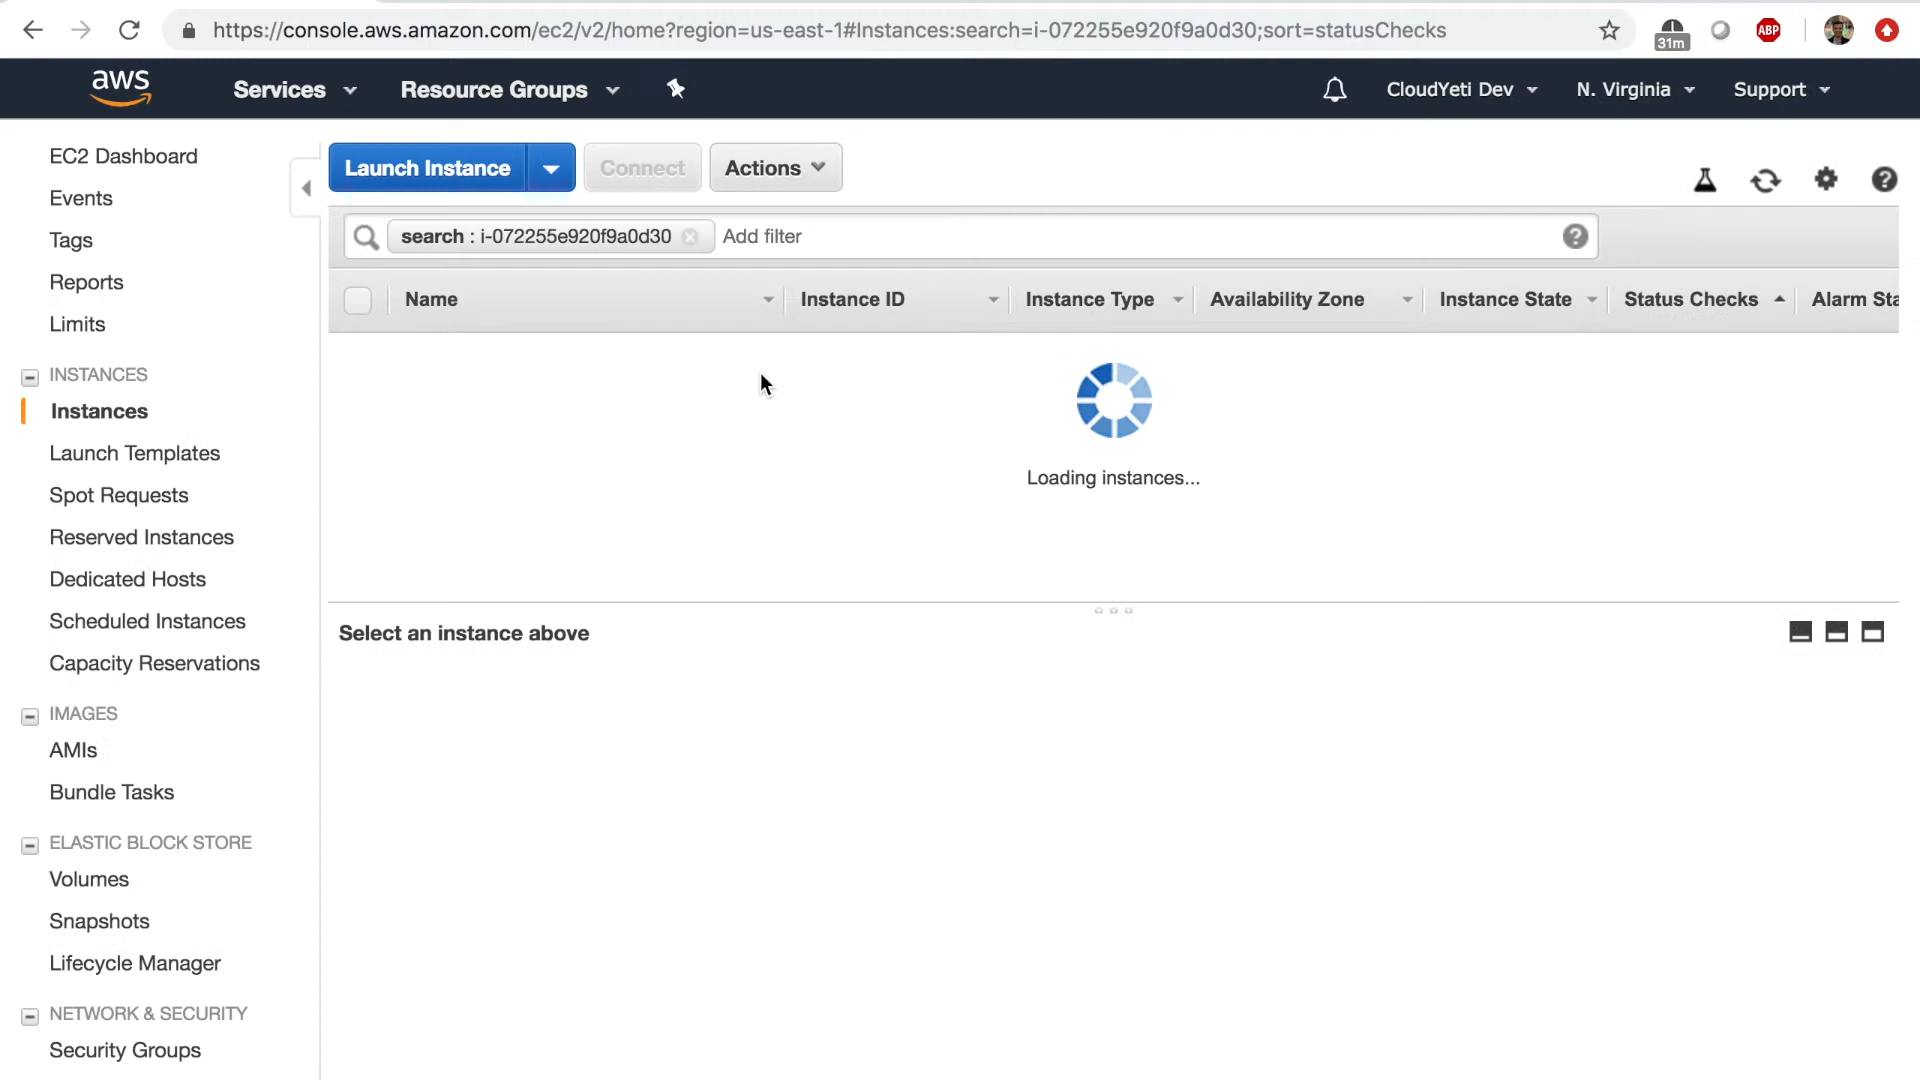 https://console.aws.amazon.com/ec2/v2/home?region=us-east-1#Instances:search=i-072255e920f9a0d30;sort=statusChecks
31m
ABP
aws
Services
Resource Groups
CloudYeti Dev
N. Virginia
Support
EC2 Dashboard
Events
Tags
Reports
Limits
INSTANCES
Instances
Launch Templates
Spot Requests
Reserved Instances
Dedicated Hosts
Scheduled Instances
Capacity Reservations
IMAGES
AMIs
Bundle Tasks
ELASTIC BLOCK STORE
Volumes
Snapshots
Lifecycle Manager
NETWORK & SECURITY
Security Groups
Launch Instance
Connect
Actions
search : i-072255e920f9a0d30
Add filter
Name
Instance ID
Instance Type
Availability Zone
Instance State
Status Checks
Alarm Sta
Loading instances...
Select an instance above